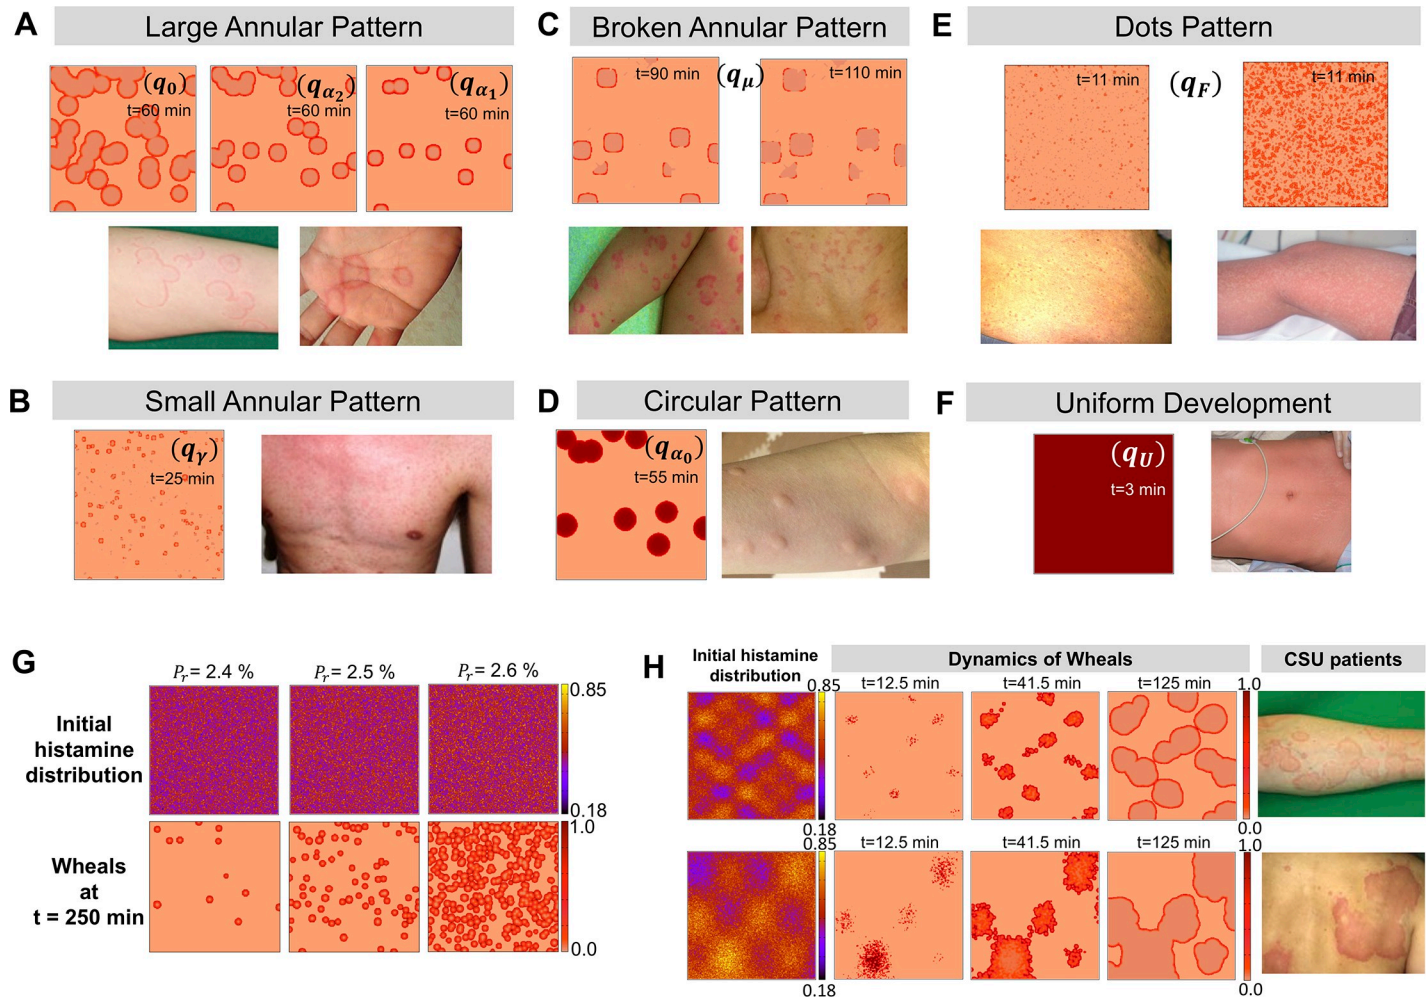 A
Large Annular Pattern
(q₀)
t=60 min
(qα₂)
t=60 min
(qα₁)
t=60 min
C
Broken Annular Pattern
t=90 min
(qμ)
t=110 min
E
Dots Pattern
t=11 min
(qF)
t=11 min
B
Small Annular Pattern
(qγ)
t=25 min
D
Circular Pattern
(qα₀)
t=55 min
F
Uniform Development
(qU)
t=3 min
G
Pr= 2.4 %
Pr= 2.5 %
Pr= 2.6 %
Initial
histamine
distribution
0.85
0.18
Wheals
at
t = 250 min
1.0
0.0
H
Initial histamine
distribution
Dynamics of Wheals
CSU patients
0.85
t=12.5 min
t=41.5 min
t=125 min
1.0
0.18
0.0
0.85
t=12.5 min
t=41.5 min
t=125 min
1.0
0.18
0.0